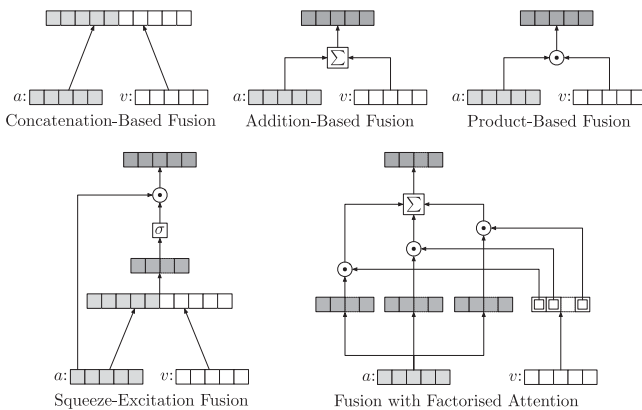 a: v:
Concatenation-Based Fusion
Σ
a: v:
Addition-Based Fusion
a: v:
Product-Based Fusion
σ
a: v:
Squeeze-Excitation Fusion
Σ
a: v:
Fusion with Factorised Attention